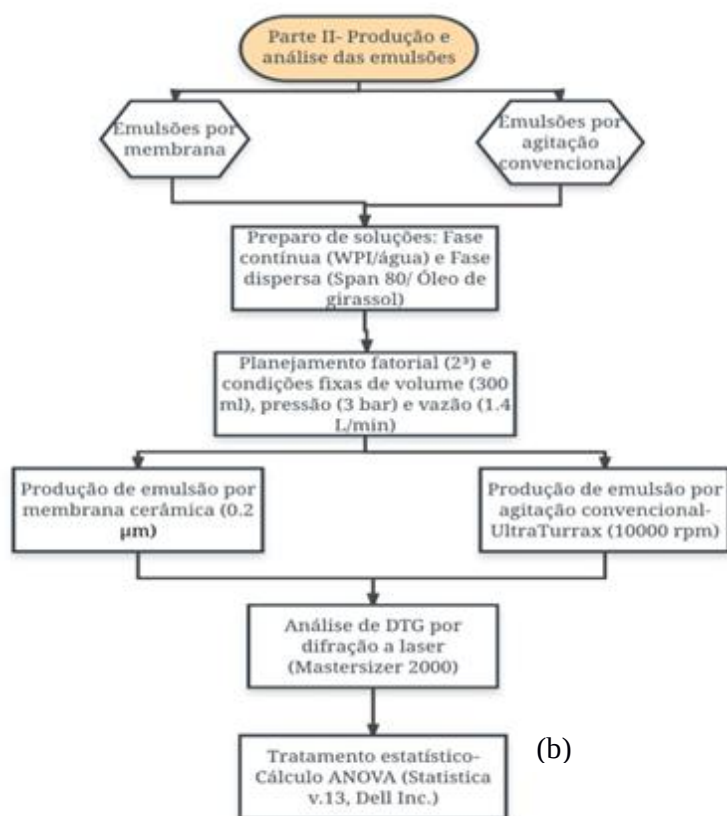 Parte II- Produção e
análise das emulsões
Emulsões por
membrana
Emulsões por
agitação
convencional
Preparo de soluções: Fase
contínua (WPI/água) e Fase
dispersa (Span 80/ Óleo de
girassol)
Planejamento fatorial (2³) e
condições fixas de volume (300
ml), pressão (3 bar) e vazão (1.4
L/min)
Produção de emulsão por
membrana cerâmica (0.2
μm)
Produção de emulsão por
agitação convencional-
UltraTurrax (10000 rpm)
Análise de DTG por
difração a laser
(Mastersizer 2000)
Tratamento estatístico-
Cálculo ANOVA (Statistica
v.13, Dell Inc.)
(b)